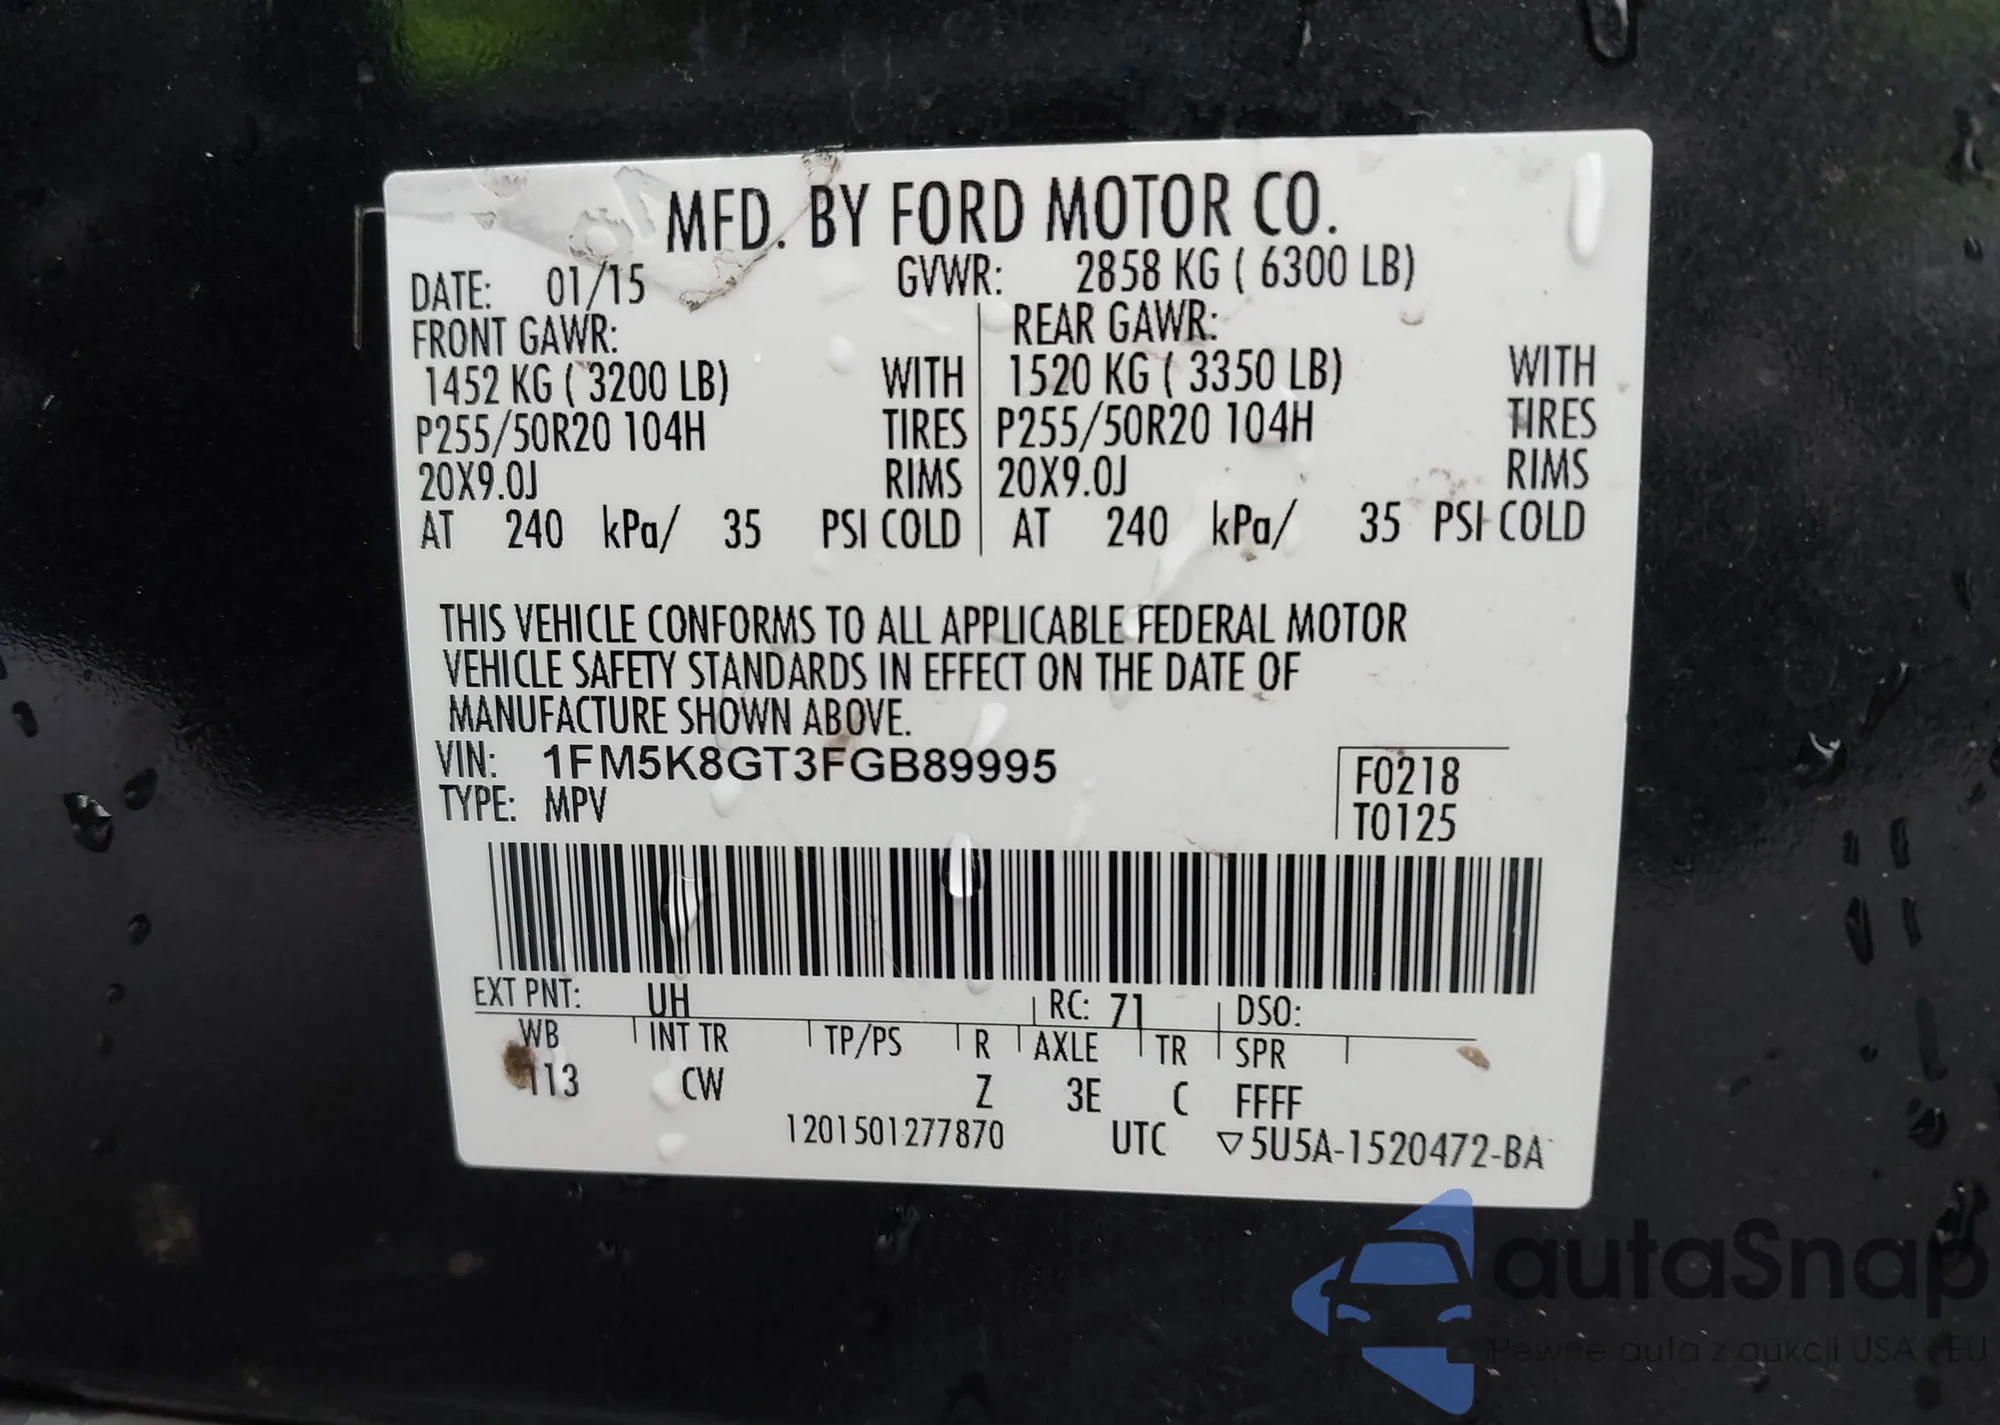 MFD. BY FORD MOTOR CO.
DATE: 01/15 GVWR: 2858 KG ( 6300 LB)
FRONT GAWR: REAR GAWR:
1452 KG ( 3200 LB) WITH 1520 KG ( 3350 LB) WITH
P255/50R20 104H TIRES P255/50R20 104H TIRES
20X9.0J RIMS 20X9.0J RIMS
AT 240 kPa/ 35 PSI COLD AT 240 kPa/ 35 PSI COLD
THIS VEHICLE CONFORMS TO ALL APPLICABLE FEDERAL MOTOR
VEHICLE SAFETY STANDARDS IN EFFECT ON THE DATE OF
MANUFACTURE SHOWN ABOVE.
VIN: 1FM5K8GT3FGB89995 F0218
TYPE: MPV T0125
EXT PNT: UH RC: 71 DSO:
WB INT TR TP/PS R AXLE TR SPR
113 CW Z 3E C FFFF
1201501277870 UTC ▽5U5A-1520472-BA
autaSnap
Pewne auta z aukcji USA i EU